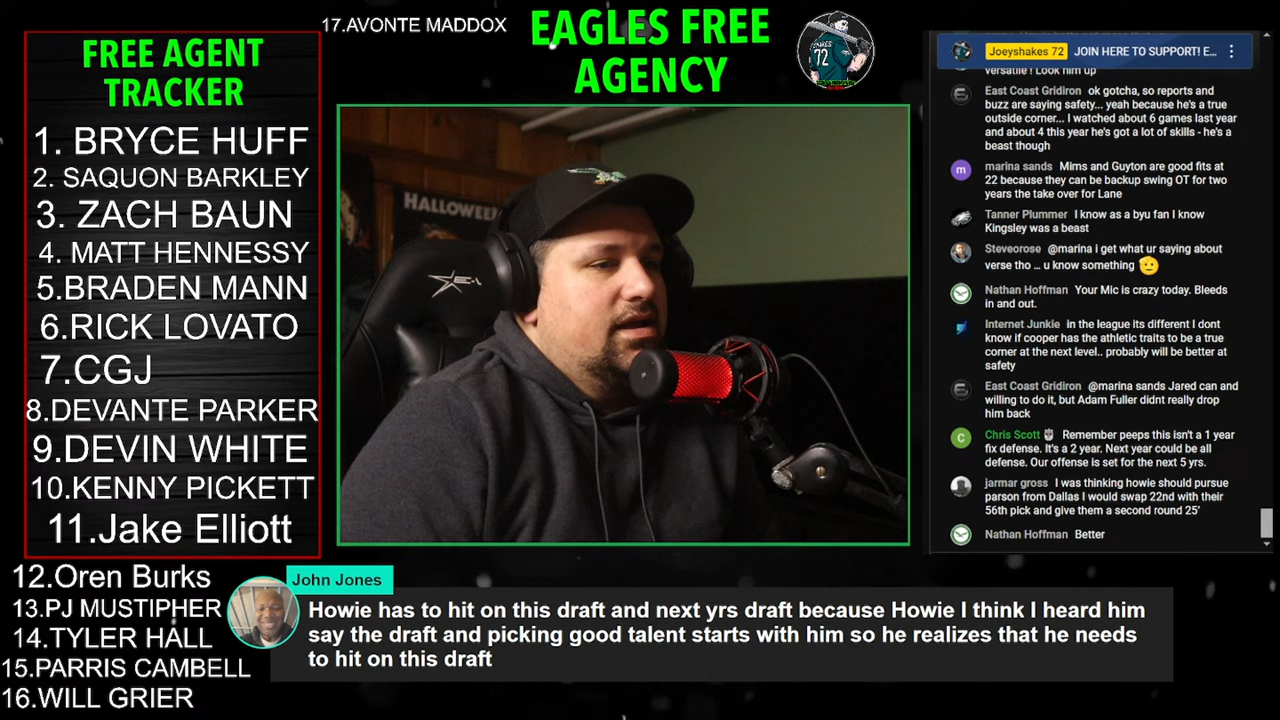 17.AVONTE MADDOX
EAGLES FREE
AGENCY
FREE AGENT
TRACKER
1. BRYCE HUFF
2. SAQUON BARKLEY
3. ZACH BAUN
4. MATT HENNESSY
5.BRADEN MANN
6.RICK LOVATO
7.CGJ
8.DEVANTE PARKER
9.DEVIN WHITE
10.KENNY PICKETT
11.Jake Elliott
12.Oren Burks
13.PJ MUSTIPHER
14.TYLER HALL
15.PARRIS CAMBELL
16.WILL GRIER
HALLOWEEN
72
Joeyshakes 72 JOIN HERE TO SUPPORT! E...
versatile ! Look him up
East Coast Gridiron ok gotcha, so reports and
buzz are saying safety... yeah because he's a true
outside corner... I watched about 6 games last year
and about 4 this year he's got a lot of skills - he's a
beast though
marina sands Mims and Guyton are good fits at
22 because they can be backup swing OT for two
years the take over for Lane
Tanner Plummer I know as a byu fan I know
Kingsley was a beast
Steveorose @marina i get what ur saying about
verse tho ... u know something
Nathan Hoffman Your Mic is crazy today. Bleeds
in and out.
Internet Junkie in the league its different I dont
know if cooper has the athletic traits to be a true
corner at the next level.. probably will be better at
safety
East Coast Gridiron @marina sands Jared can and
willing to do it, but Adam Fuller didnt really drop
him back
Chris Scott Remember peeps this isn't a 1 year
fix defense. It's a 2 year. Next year could be all
defense. Our offense is set for the next 5 yrs.
jarmar gross I was thinking howie should pursue
parson from Dallas I would swap 22nd with their
56th pick and give them a second round 25'
Nathan Hoffman Better
John Jones
Howie has to hit on this draft and next yrs draft because Howie I think I heard him
say the draft and picking good talent starts with him so he realizes that he needs
to hit on this draft